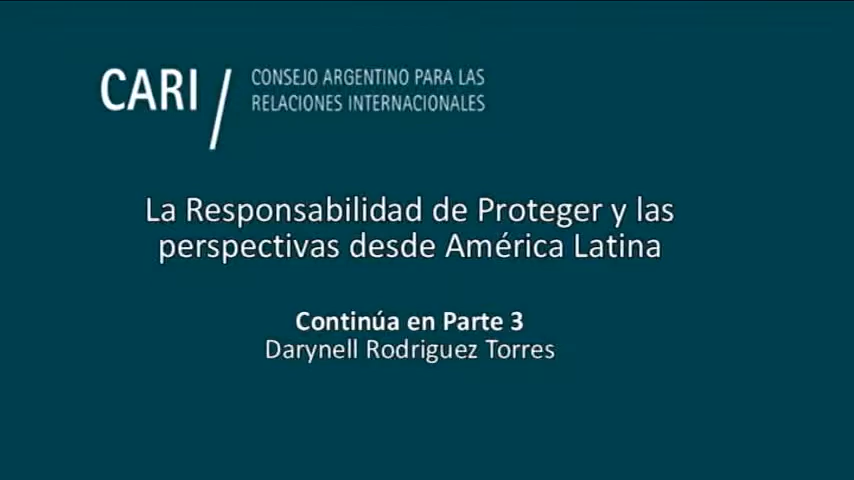 CARI
CONSEJO ARGENTINO PARA LAS
RELACIONES INTERNACIONALES
La Responsabilidad de Proteger y las
perspectivas desde América Latina
Continúa en Parte 3
Darynell Rodriguez Torres